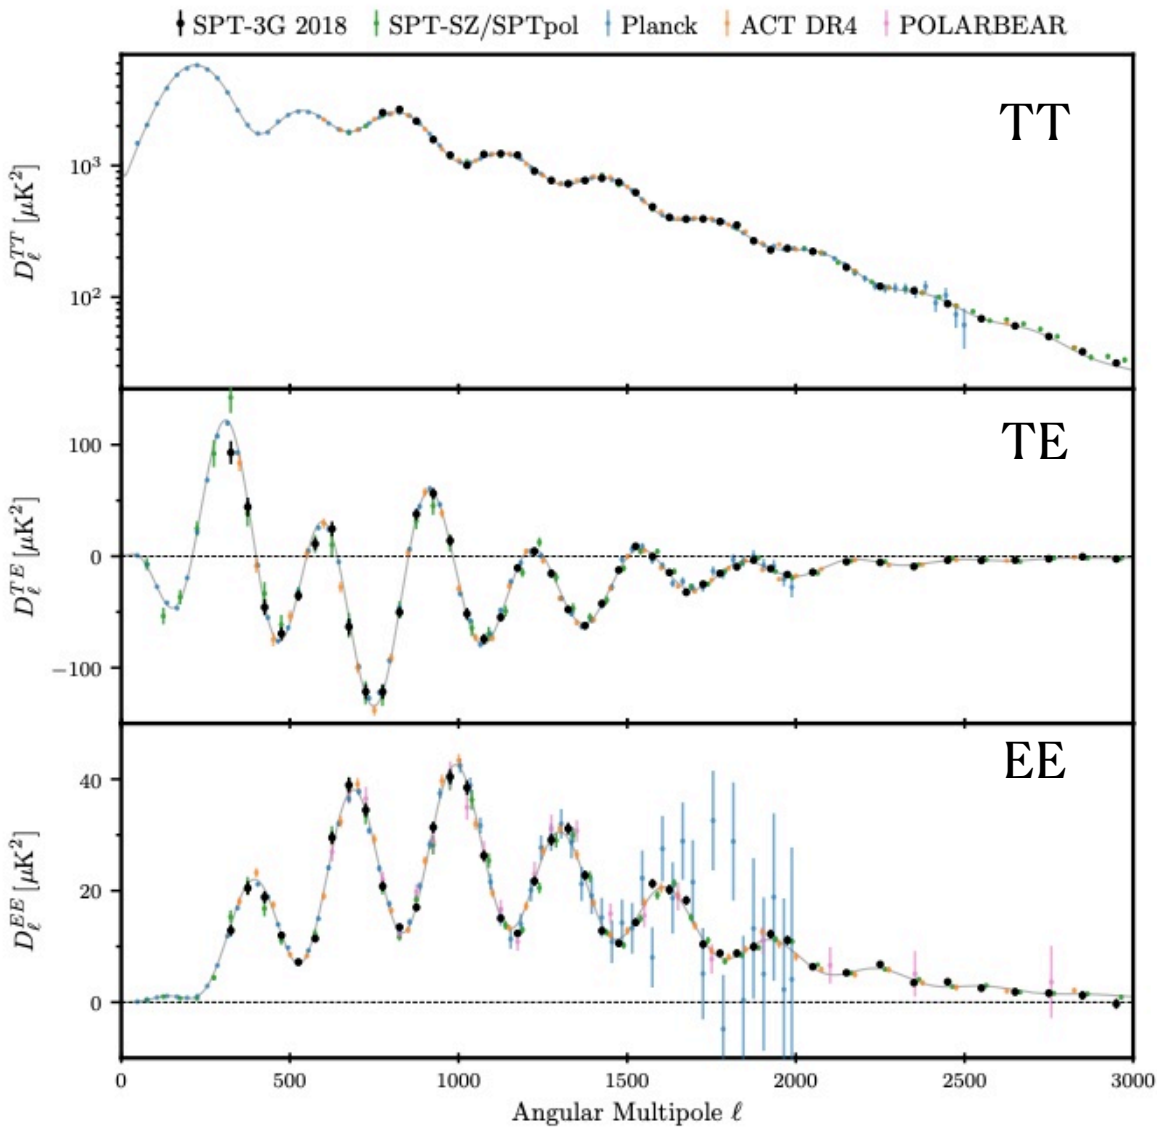 SPT-3G 2018 SPT-SZ/SPTpol Planck ACT DR4 POLARBEAR
TT
10³
10²
D_ℓ^{TT} [μK²]
TE
100
0
−100
D_ℓ^{TE} [μK²]
EE
40
20
0
D_ℓ^{EE} [μK²]
0 500 1000 1500 2000 2500 3000
Angular Multipole ℓ